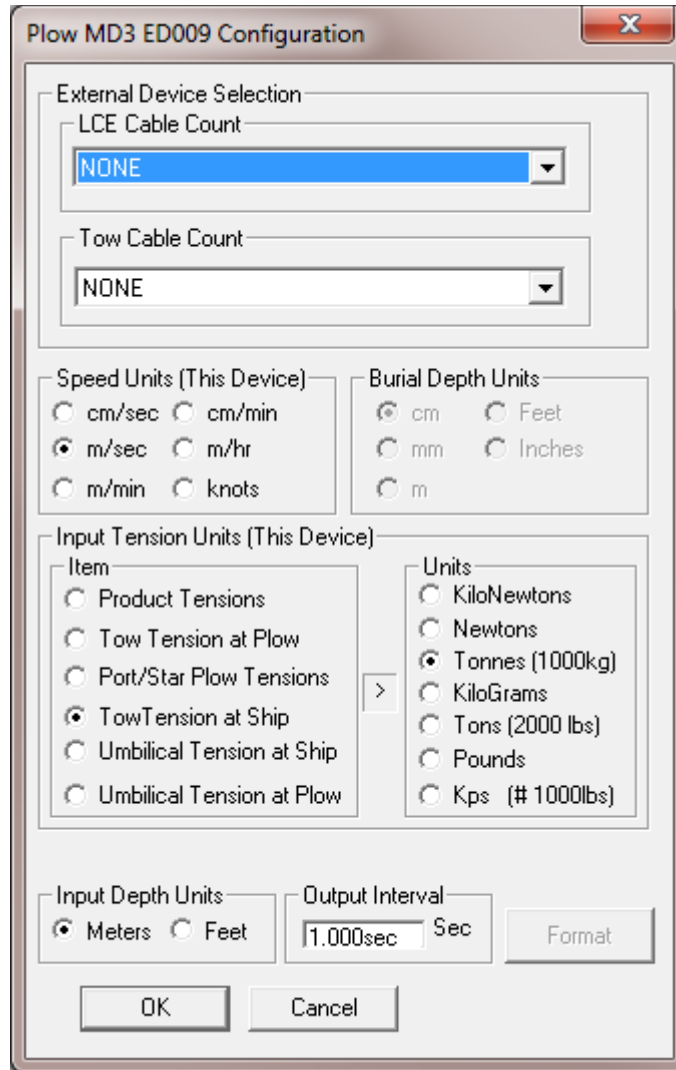 Plow MD3 ED009 Configuration
External Device Selection
LCE Cable Count
NONE
Tow Cable Count
NONE
Speed Units (This Device)
cm/sec cm/min
m/sec m/hr
m/min knots
Burial Depth Units
cm Feet
mm Inches
m
Input Tension Units (This Device)
Item
Product Tensions
Tow Tension at Plow
Port/Star Plow Tensions
TowTension at Ship
Umbilical Tension at Ship
Umbilical Tension at Plow
>
Units
KiloNewtons
Newtons
Tonnes (1000kg)
KiloGrams
Tons (2000 lbs)
Pounds
Kps (# 1000lbs)
Input Depth Units
Meters Feet
Output Interval
1.000sec Sec
Format
OK Cancel